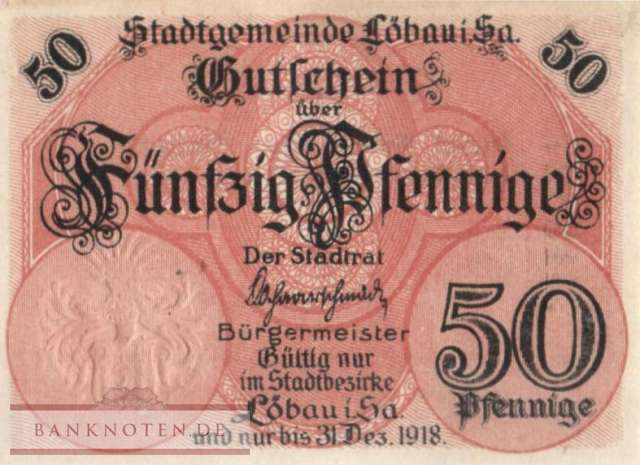 50 Stadtgemeinde Löbau i. Sa. 50
Gutschein
über
Fünfzig Pfennige
Der Stadtrat
Bürgermeister
Gültig nur
im Stadtbezirke
Löbau i. Sa.
und nur bis 31. Dez. 1918.
50
Pfennige
BANKNOTEN.DE